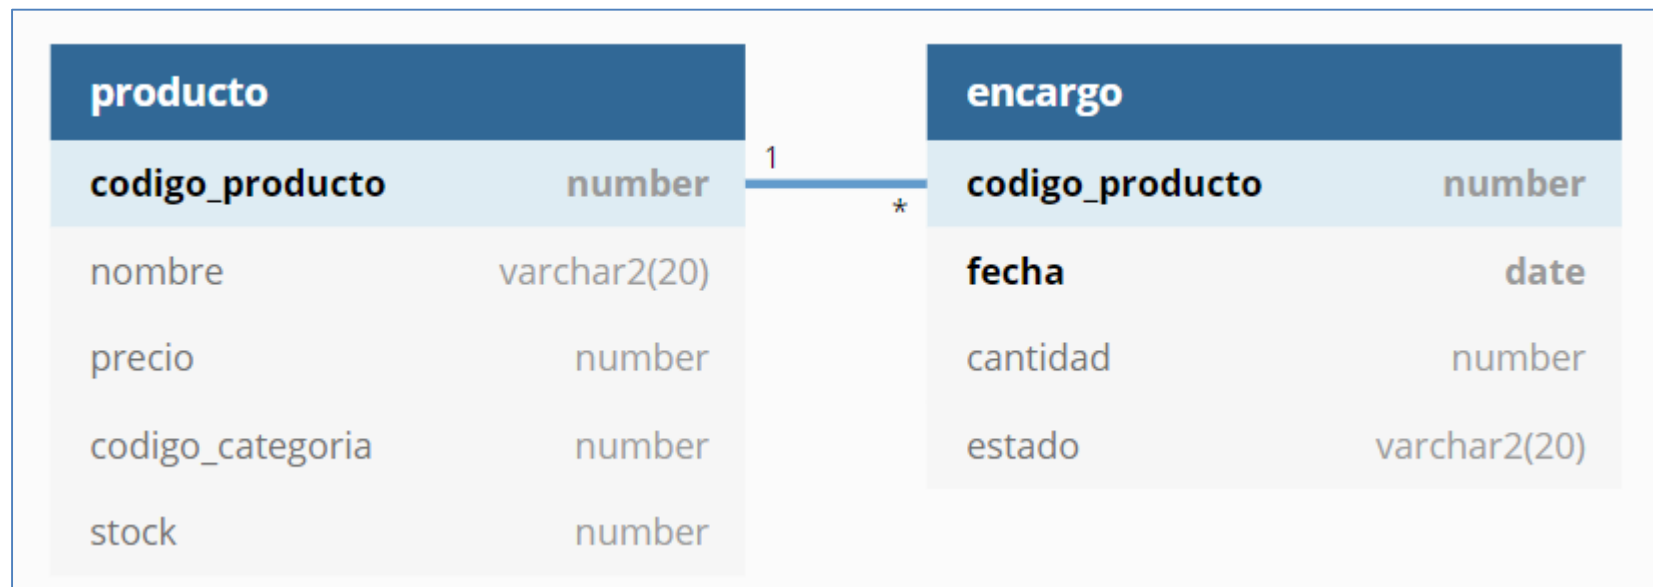 producto
codigo_producto number
nombre varchar2(20)
precio number
codigo_categoria number
stock number
1
*
encargo
codigo_producto number
fecha date
cantidad number
estado varchar2(20)